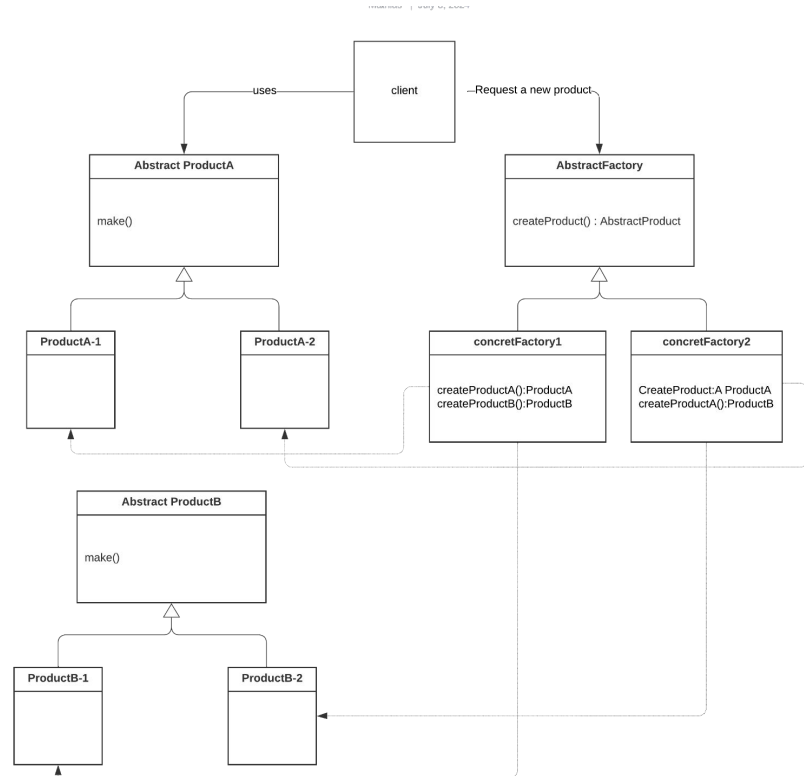 uses
client
Request a new product
Abstract ProductA
make()
AbstractFactory
createProduct() : AbstractProduct
ProductA-1
ProductA-2
concretFactory1
createProductA():ProductA
createProductB():ProductB
concretFactory2
CreateProduct:A ProductA
createProductA():ProductB
Abstract ProductB
make()
ProductB-1
ProductB-2